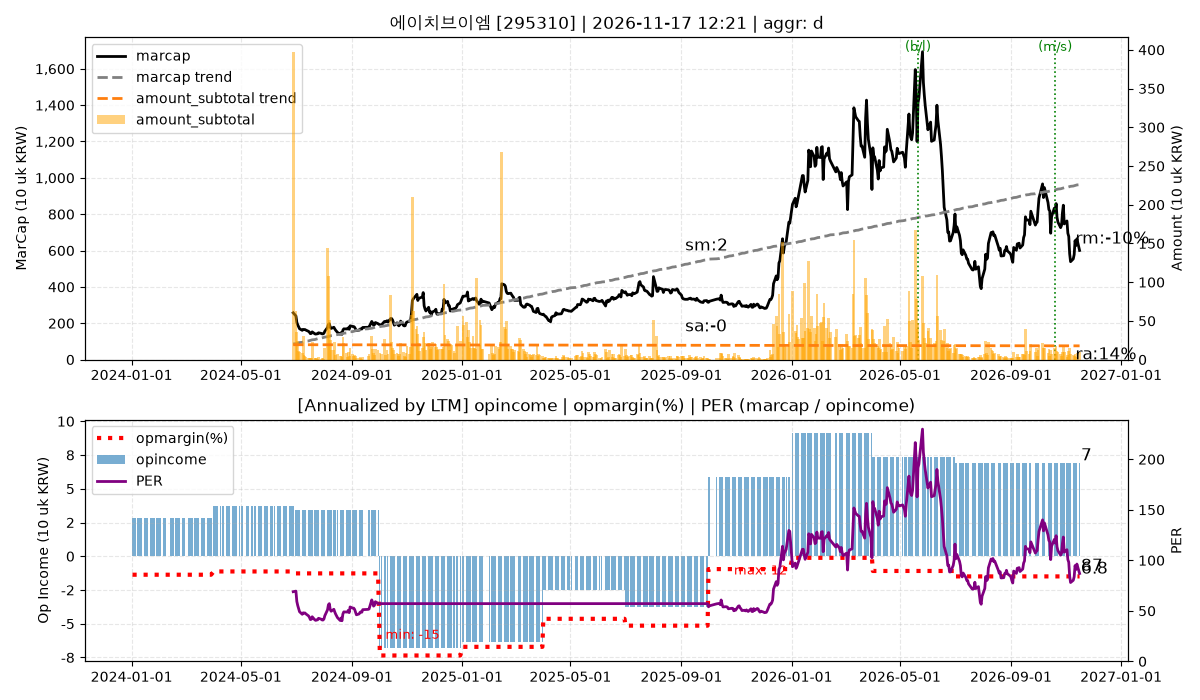 에이치브이엠 [295310] | 2026-11-17 12:21 | aggr: d
marcap
marcap trend
amount_subtotal trend
amount_subtotal
MarCap (10 uk KRW)
1,600
1,400
1,200
1,000
800
600
400
200
0
Amount (10 uk KRW)
400
350
300
250
200
150
100
50
0
(b/l)
(m/s)
sm:2
sa:-0
rm:-10%
ra:14%
2024-01-01
2024-05-01
2024-09-01
2025-01-01
2025-05-01
2025-09-01
2026-01-01
2026-05-01
2026-09-01
2027-01-01
[Annualized by LTM] opincome | opmargin(%) | PER (marcap / opincome)
opmargin(%)
opincome
PER
Op Income (10 uk KRW)
10
8
5
2
0
-2
-5
-8
PER
200
150
100
50
0
7
87
6.8
max: 12
min: -15
2024-01-01
2024-05-01
2024-09-01
2025-01-01
2025-05-01
2025-09-01
2026-01-01
2026-05-01
2026-09-01
2027-01-01